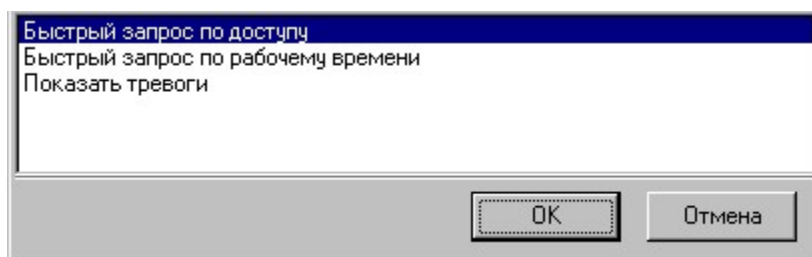 Быстрый запрос по доступу
Быстрый запрос по рабочему времени
Показать тревоги
OK
Отмена